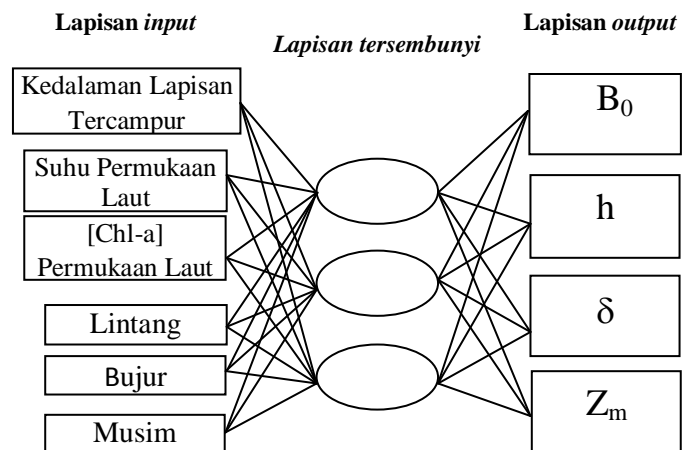 Lapisan input
Lapisan tersembunyi
Lapisan output
Kedalaman Lapisan
Tercampur
Suhu Permukaan
Laut
[Chl-a]
Permukaan Laut
Lintang
Bujur
Musim
B₀
h
δ
Zₘ